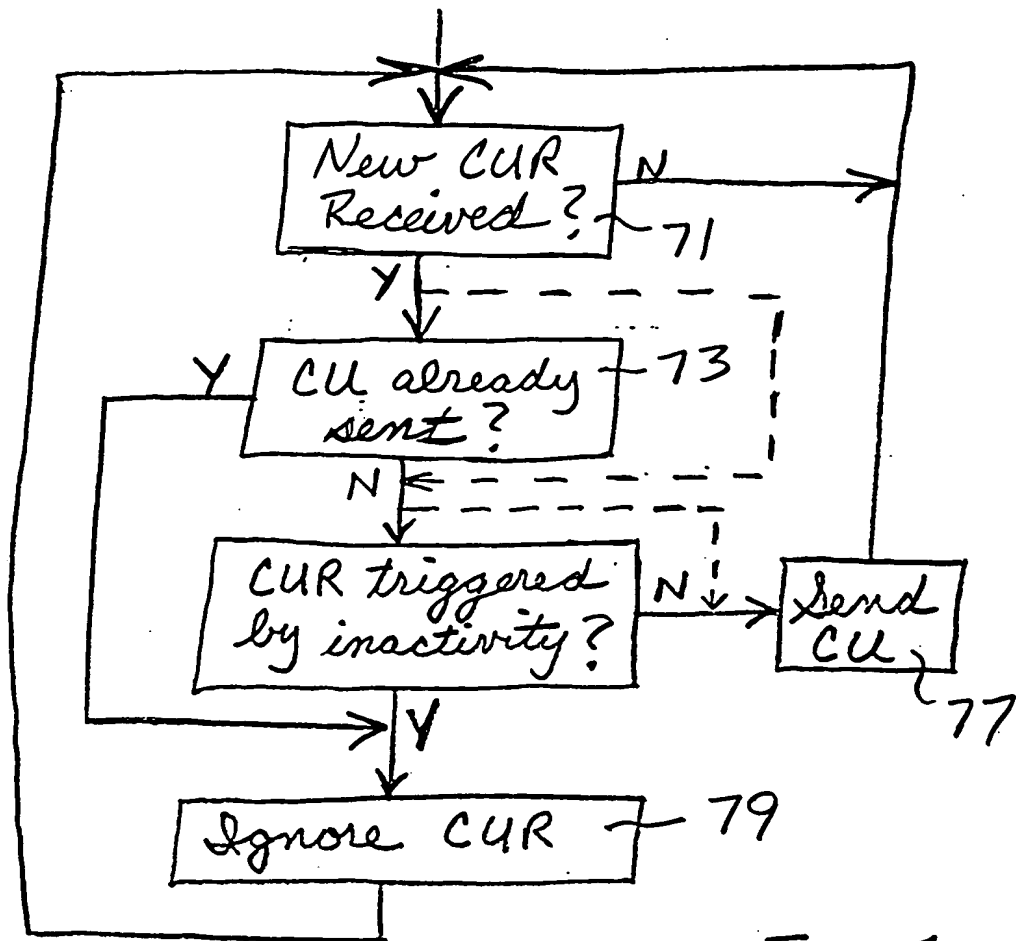 New CUR
Received?
N
71
Y
Y
CU already
sent?
73
N
CUR triggered
by inactivity?
N
Send
CU
77
Y
Ignore CUR
79